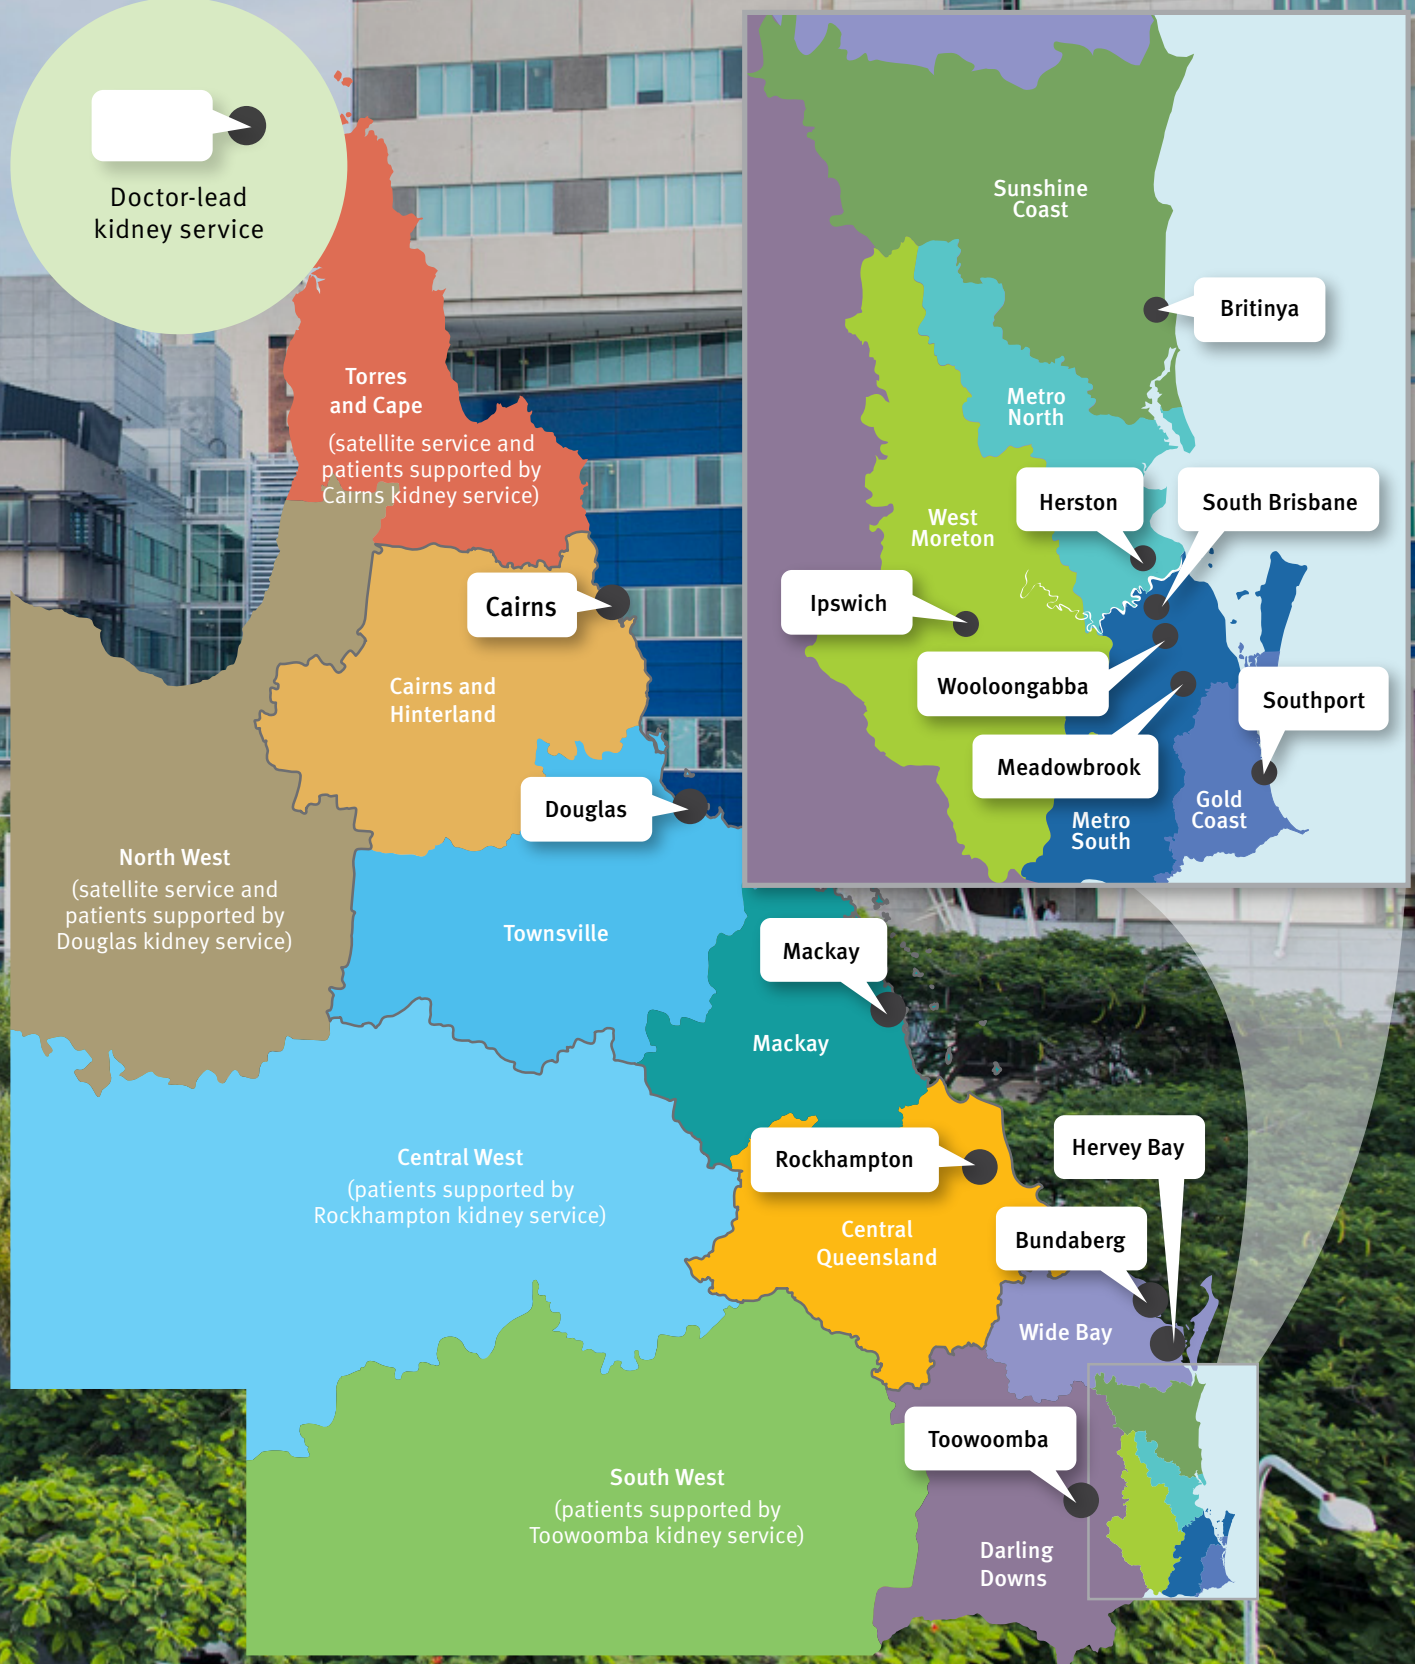 Doctor-lead
kidney service
Torres
and Cape
(satellite service and
patients supported by
Cairns kidney service)
Cairns
Cairns and
Hinterland
Douglas
North West
(satellite service and
patients supported by
Douglas kidney service)
Townsville
Mackay
Mackay
Central West
(patients supported by
Rockhampton kidney service)
Rockhampton
Central
Queensland
Hervey Bay
Bundaberg
Wide Bay
South West
(patients supported by
Toowoomba kidney service)
Toowoomba
Darling
Downs
Sunshine
Coast
Britinya
Metro
North
Herston
South Brisbane
West
Moreton
Ipswich
Wooloongabba
Southport
Meadowbrook
Metro
South
Gold
Coast